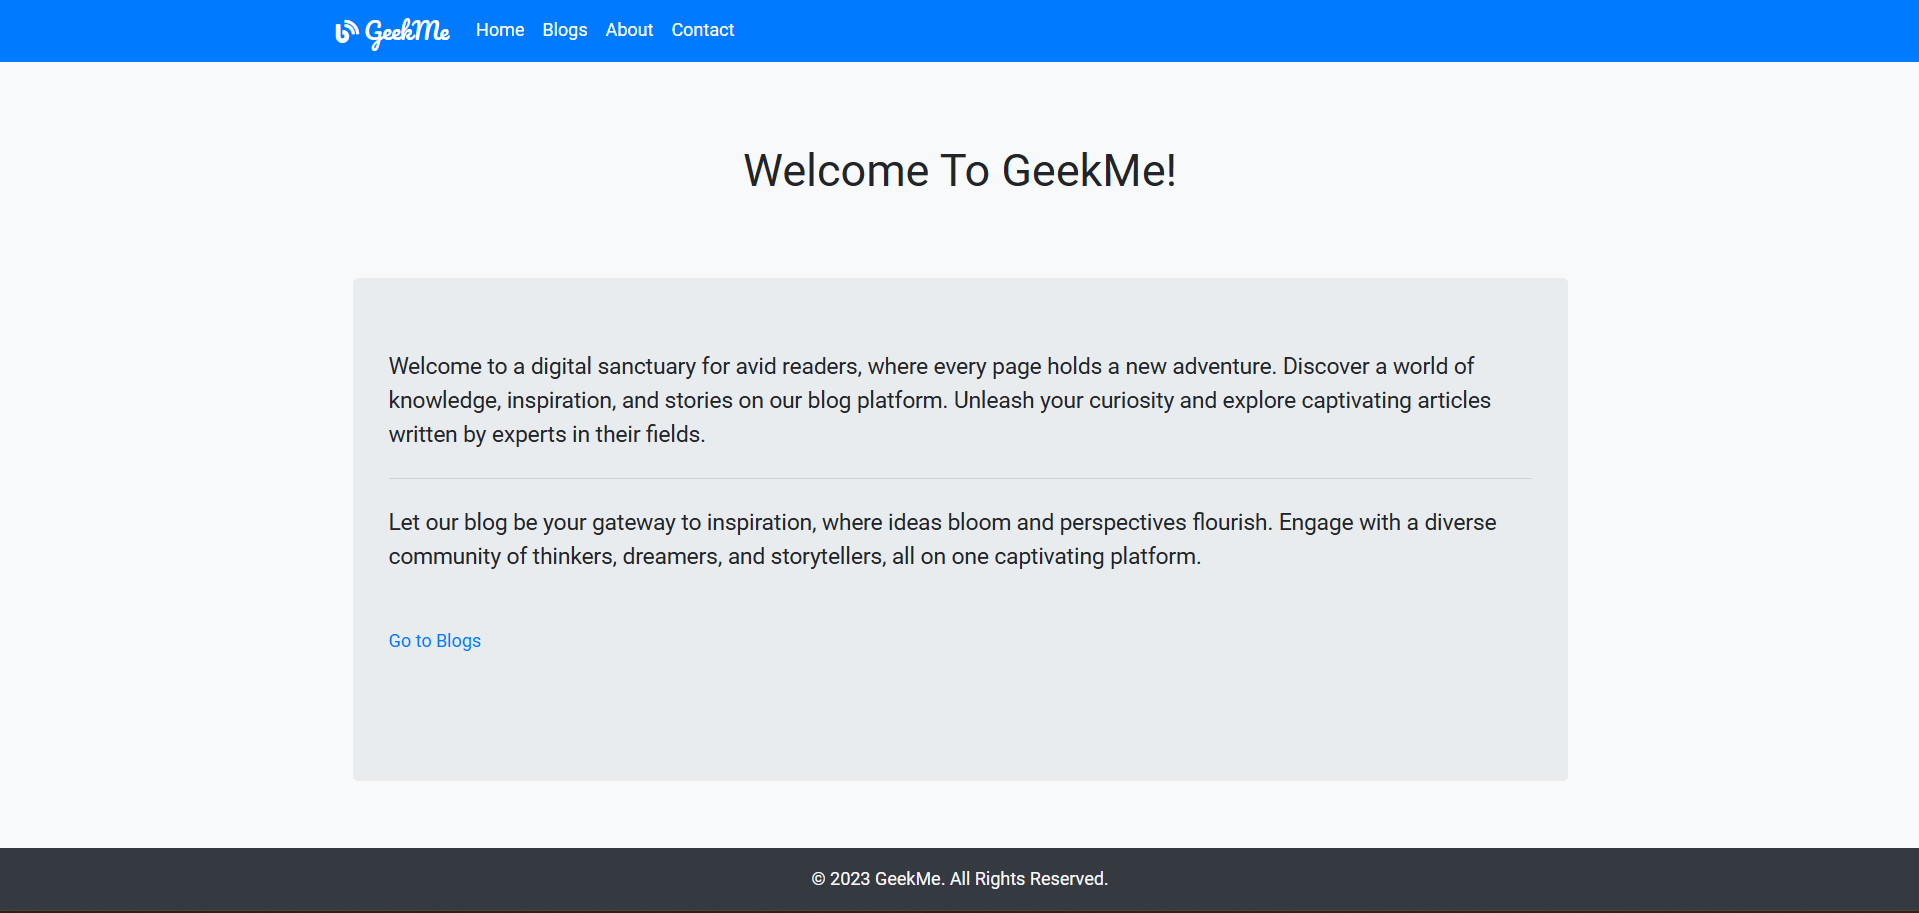 GeekMe Home Blogs About Contact
Welcome To GeekMe!
Welcome to a digital sanctuary for avid readers, where every page holds a new adventure. Discover a world of
knowledge, inspiration, and stories on our blog platform. Unleash your curiosity and explore captivating articles
written by experts in their fields.
Let our blog be your gateway to inspiration, where ideas bloom and perspectives flourish. Engage with a diverse
community of thinkers, dreamers, and storytellers, all on one captivating platform.
Go to Blogs
© 2023 GeekMe. All Rights Reserved.